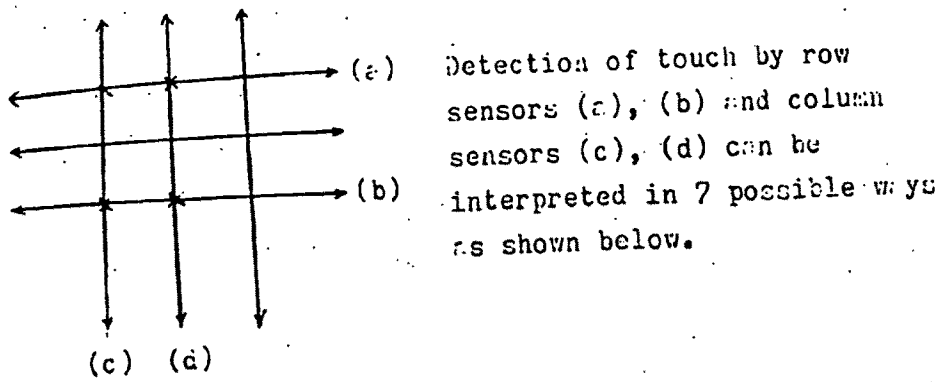 (a) Detection of touch by row
sensors (a), (b) and column
sensors (c), (d) can be
(b) interpreted in 7 possible ways
as shown below.
(c) (d)